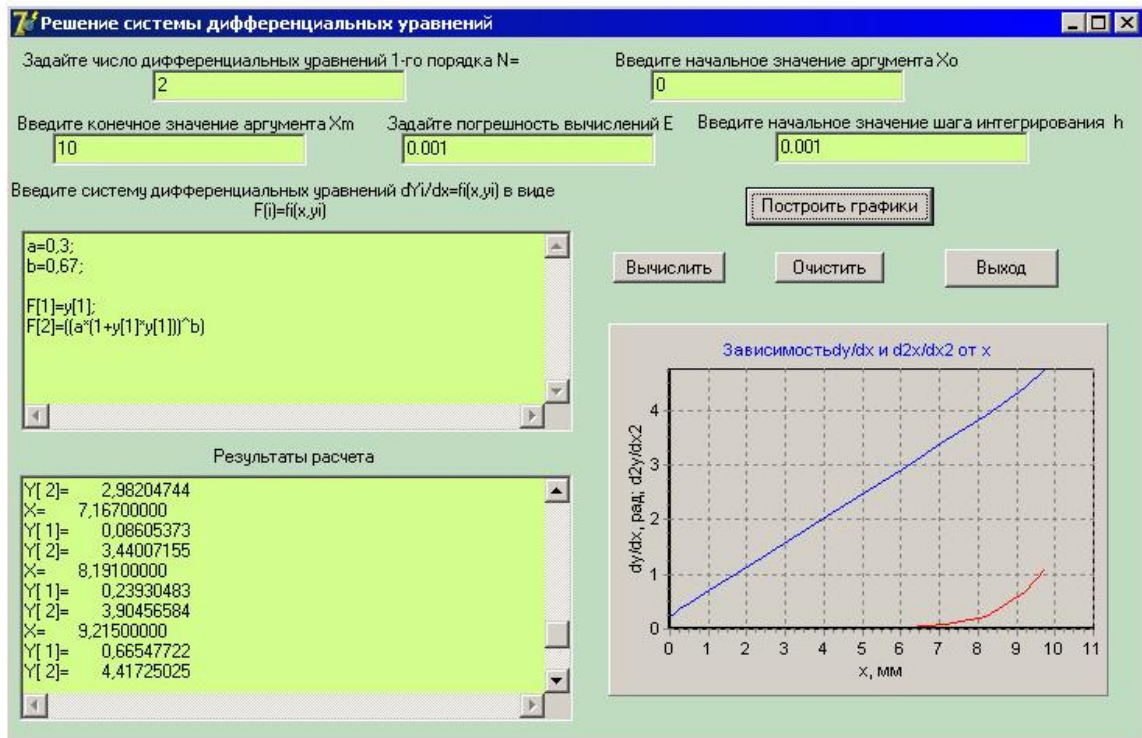 Решение системы дифференциальных уравнений
Задайте число дифференциальных уравнений 1-го порядка N=
2
Введите начальное значение аргумента Xo
0
Введите конечное значение аргумента Xm
10
Задайте погрешность вычислений E
0.001
Введите начальное значение шага интегрирования h
0.001
Введите систему дифференциальных уравнений dYi/dx=fi(x,yi) в виде
F(i)=fi(x,yi)
a=0,3;
b=0,67;
F[1]=y[1];
F[2]=((a*(1+y[1]*y[1]))^b)
Построить графики
Вычислить
Очистить
Выход
Результаты расчета
Y[ 2]= 2,98204744
X= 7,16700000
Y[ 1]= 0,08605373
Y[ 2]= 3,44007155
X= 8,19100000
Y[ 1]= 0,23930483
Y[ 2]= 3,90456584
X= 9,21500000
Y[ 1]= 0,66547722
Y[ 2]= 4,41725025
Зависимостьdy/dx и d2x/dx2 от x
dy/dx, рад; d2y/dx2
4
3
2
1
0
0 1 2 3 4 5 6 7 8 9 10 11
x, мм